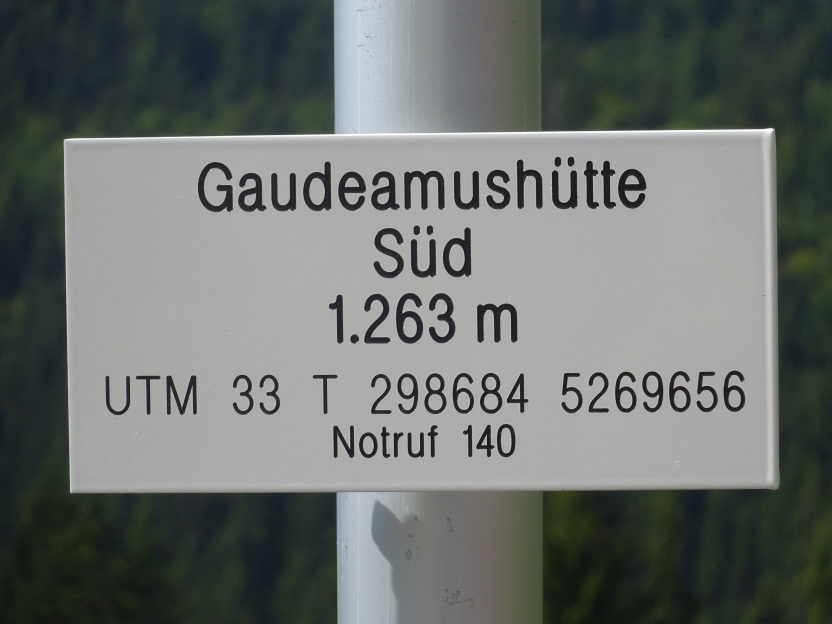 Gaudeamushütte
Süd
1.263 m
UTM 33 T 298684 5269656
Notruf 140